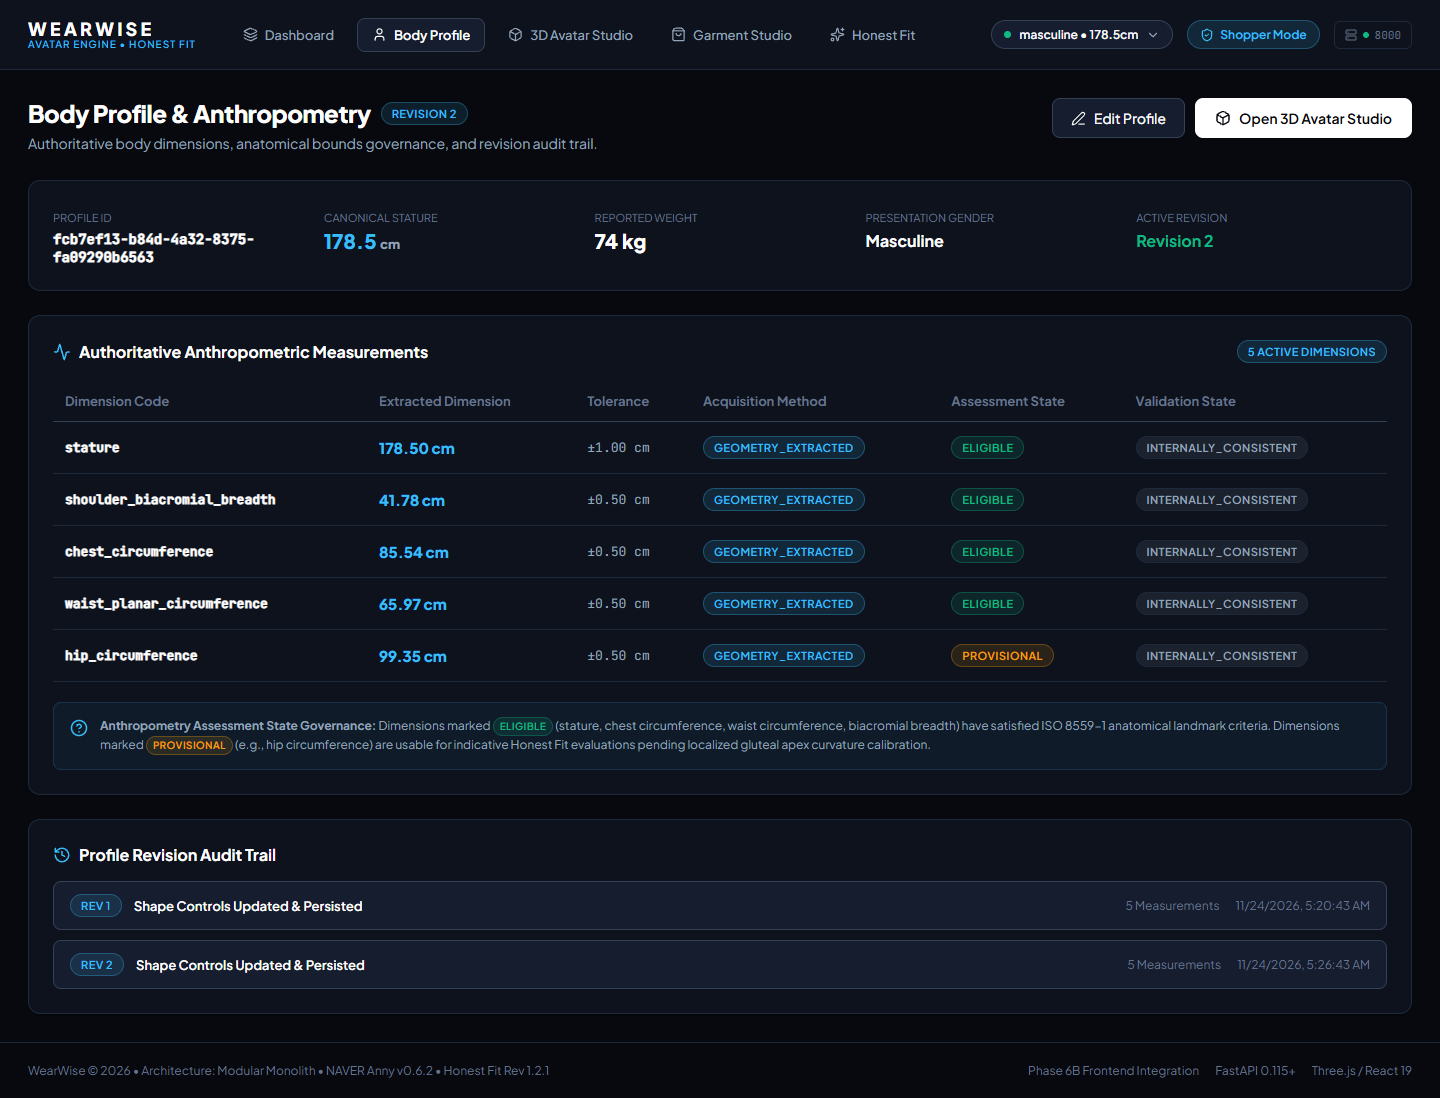 WEARWISE
AVATAR ENGINE • HONEST FIT
Dashboard
Body Profile
3D Avatar Studio
Garment Studio
Honest Fit
masculine • 178.5cm
Shopper Mode
8000
Body Profile & Anthropometry
REVISION 2
Authoritative body dimensions, anatomical bounds governance, and revision audit trail.
Edit Profile
Open 3D Avatar Studio
PROFILE ID
fcb7ef13-b84d-4a32-8375-
fa09290b6563
CANONICAL STATURE
178.5 cm
REPORTED WEIGHT
74 kg
PRESENTATION GENDER
Masculine
ACTIVE REVISION
Revision 2
Authoritative Anthropometric Measurements
5 ACTIVE DIMENSIONS
Dimension Code Extracted Dimension Tolerance Acquisition Method Assessment State Validation State
stature 178.50 cm ±1.00 cm GEOMETRY_EXTRACTED ELIGIBLE INTERNALLY_CONSISTENT
shoulder_biacromial_breadth 41.78 cm ±0.50 cm GEOMETRY_EXTRACTED ELIGIBLE INTERNALLY_CONSISTENT
chest_circumference 85.54 cm ±0.50 cm GEOMETRY_EXTRACTED ELIGIBLE INTERNALLY_CONSISTENT
waist_planar_circumference 65.97 cm ±0.50 cm GEOMETRY_EXTRACTED ELIGIBLE INTERNALLY_CONSISTENT
hip_circumference 99.35 cm ±0.50 cm GEOMETRY_EXTRACTED PROVISIONAL INTERNALLY_CONSISTENT
Anthropometry Assessment State Governance: Dimensions marked ELIGIBLE (stature, chest circumference, waist circumference, biacromial breadth) have satisfied ISO 8559-1 anatomical landmark criteria. Dimensions
marked PROVISIONAL (e.g., hip circumference) are usable for indicative Honest Fit evaluations pending localized gluteal apex curvature calibration.
Profile Revision Audit Trail
REV 1 Shape Controls Updated & Persisted 5 Measurements 11/24/2026, 5:20:43 AM
REV 2 Shape Controls Updated & Persisted 5 Measurements 11/24/2026, 5:26:43 AM
WearWise © 2026 • Architecture: Modular Monolith • NAVER Anny v0.6.2 • Honest Fit Rev 1.2.1
Phase 6B Frontend Integration FastAPI 0.115+ Three.js / React 19